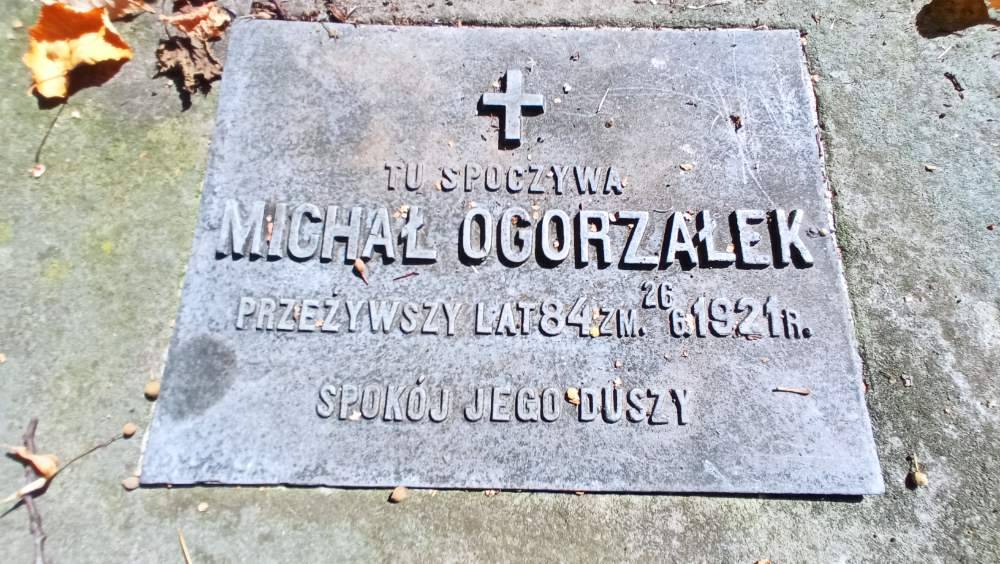 TU SPOCZYWA
MICHAŁ OGORZAŁEK
PRZEŻYWSZY LAT 84 ZM. 26 6. 1921 R.
SPOKÓJ JEGO DUSZY